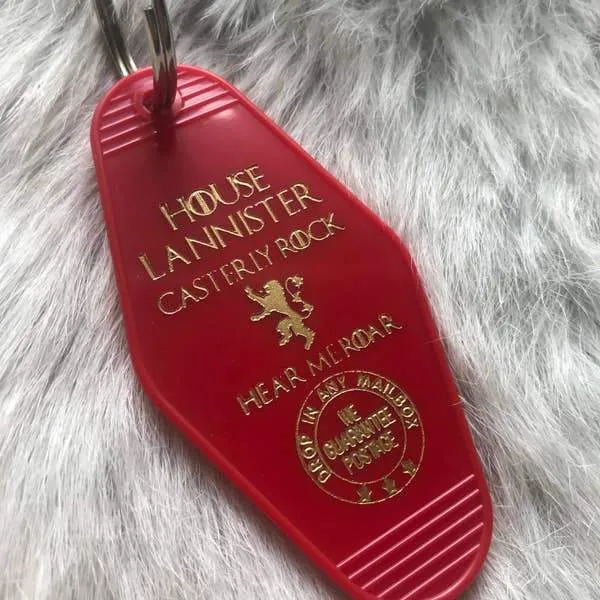 HOUSE
LANNISTER
CASTERLY ROCK
HEAR ME ROAR
DROP IN ANY MAILBOX
WE
GUARANTEE
POSTAGE